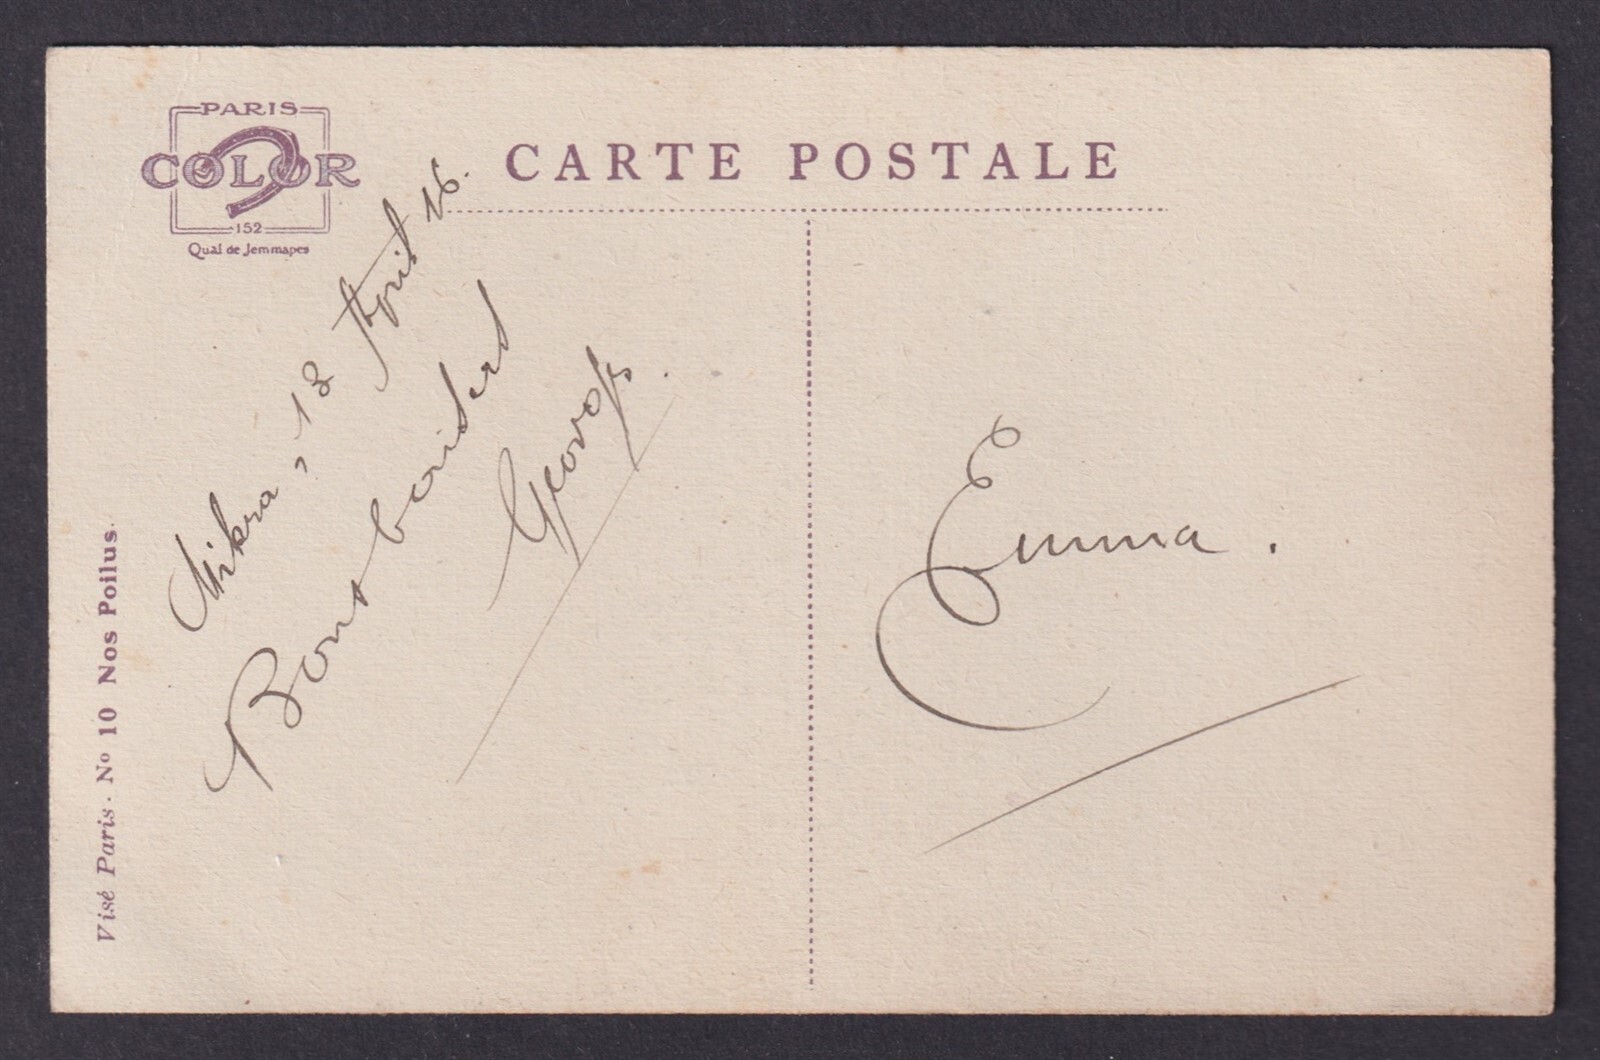 PARIS
COLOR
152
Quai de Jemmapes
CARTE POSTALE
Mikra, 13 April 16.
Bons baisers
Georges.
Emma.
Visé Paris · No 10 Nos Poilus.